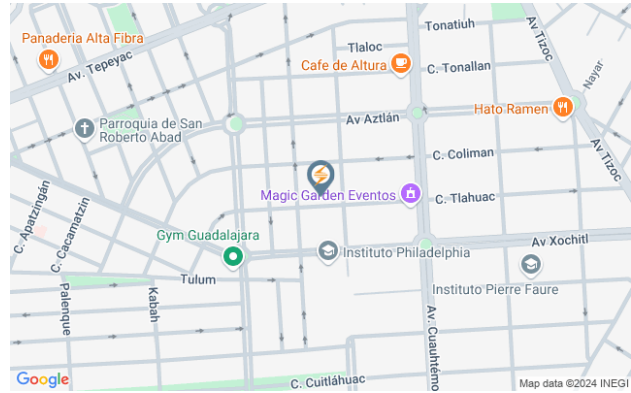 Tonatiuh
Panaderia Alta Fibra
Tlaloc
Av Tizoc
Cafe de Altura
C. Tonallan
Av. Tepeyac
Nayar
Hato Ramen
Parroquia de San
Roberto Abad
Av Aztlán
C. Coliman
Av Tizoc
C. Apatzingán
C. Cacamatzin
Magic Garden Eventos
C. Tlahuac
Gym Guadalajara
Av Xochitl
Instituto Philadelphia
Tulum
Instituto Pierre Faure
Palenque
Kabah
Av. Cuauhtémo
C. Cuitláhuac
Google
Map data ©2024 INEGI